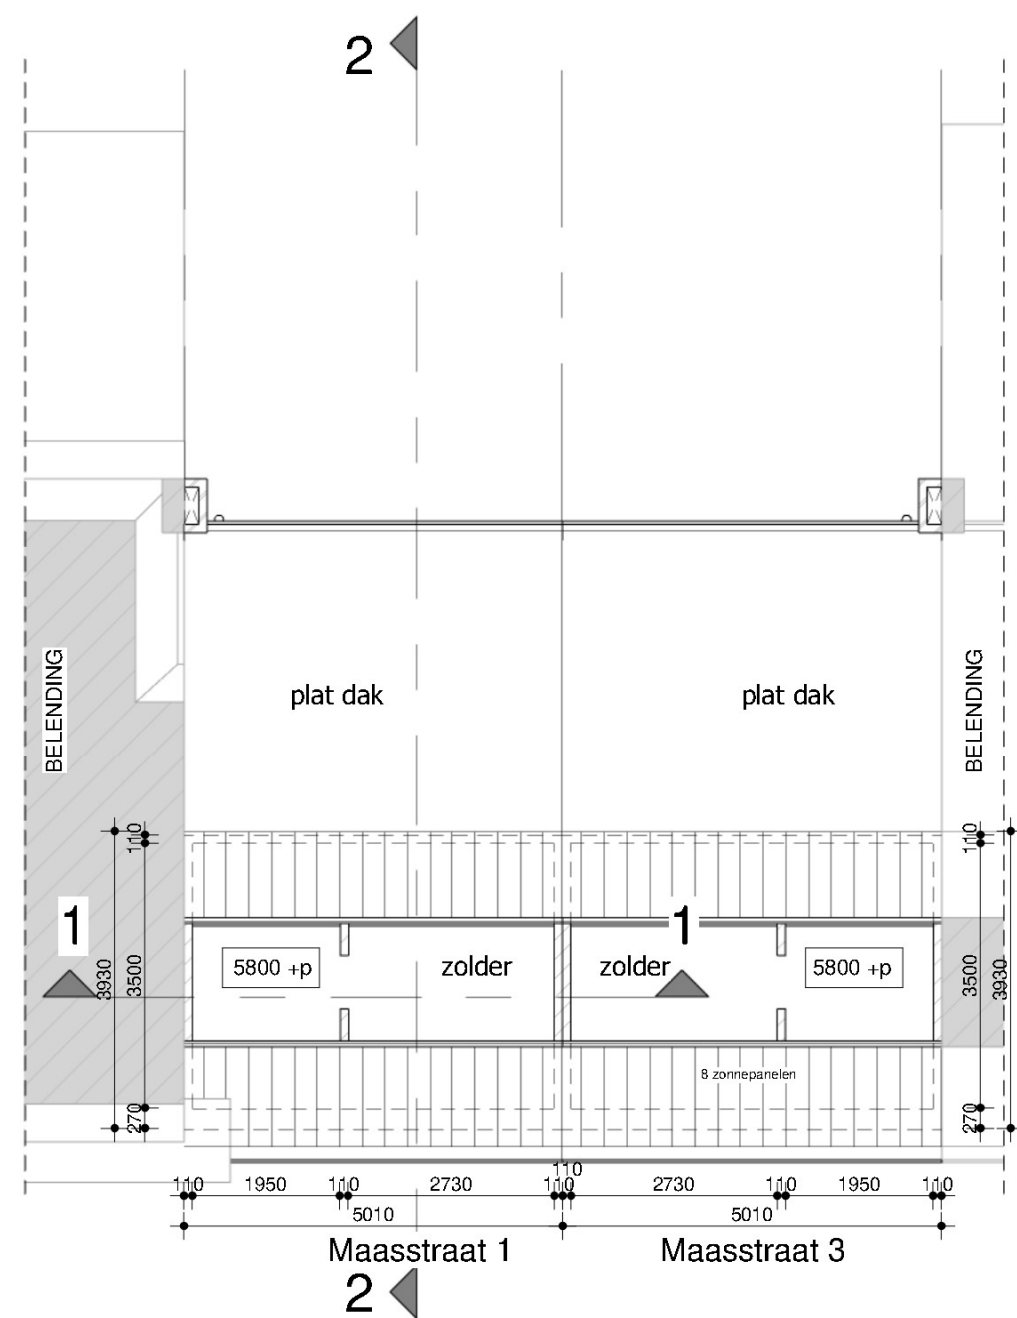 2
BELENDING
plat dak
plat dak
BELENDING
110
110
1
1
3930
3500
5800 +p
zolder
zolder
5800 +p
3500
3930
8 zonnepanelen
270
270
110
110
1950
110
2730
110
2730
110
1950
110
5010
5010
Maasstraat 1
Maasstraat 3
2